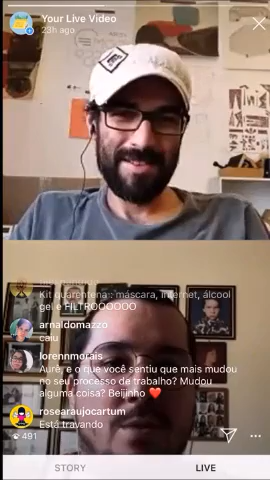 Your Live Video
23h ago
Kit quarentena : máscara, internet, álcool
gel e FILTROOOOOO
arnaldomazzo
caiu
lorennmorais
Aurê, e o que você sentiu que mais mudou
no seu processo de trabalho? Mudou
alguma coisa? Beijinho ❤️
rosearaujocartum
Está travando
491
STORY
LIVE